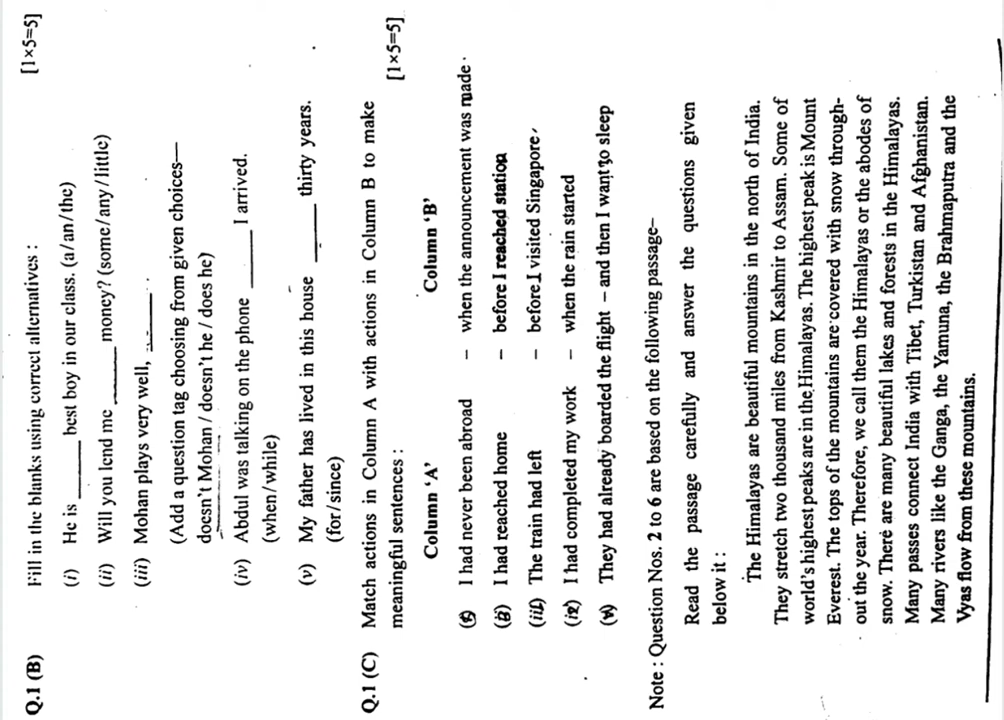 Q.1 (B) Fill in the blanks using correct alternatives : [1×5=5]
(i) He is ____ best boy in our class. (a/an/the)
(ii) Will you lend me ____ money? (some/any/little)
(iii) Mohan plays very well, ____.
(Add a question tag choosing from given choices—
doesn't Mohan / doesn't he / does he)
(iv) Abdul was talking on the phone ____ I arrived.
(when/while)
(v) My father has lived in this house ____ thirty years.
(for/since)
Q.1 (C) Match actions in Column A with actions in Column B to make
meaningful sentences : [1×5=5]
Column 'A' Column 'B'
(i) I had never been abroad – when the announcement was made
(ii) I had reached home – before I reached station
(iii) The train had left – before I visited Singapore
(iv) I had completed my work – when the rain started
(v) They had already boarded the flight – and then I want to sleep
Note : Question Nos. 2 to 6 are based on the following passage–
Read the passage carefully and answer the questions given
below it :
The Himalayas are beautiful mountains in the north of India.
They stretch two thousand miles from Kashmir to Assam. Some of
world's highest peaks are in the Himalayas. The highest peak is Mount
Everest. The tops of the mountains are covered with snow through-
out the year. Therefore, we call them the Himalayas or the abodes of
snow. There are many beautiful lakes and forests in the Himalayas.
Many passes connect India with Tibet, Turkistan and Afghanistan.
Many rivers like the Ganga, the Yamuna, the Brahmaputra and the
Vyas flow from these mountains.